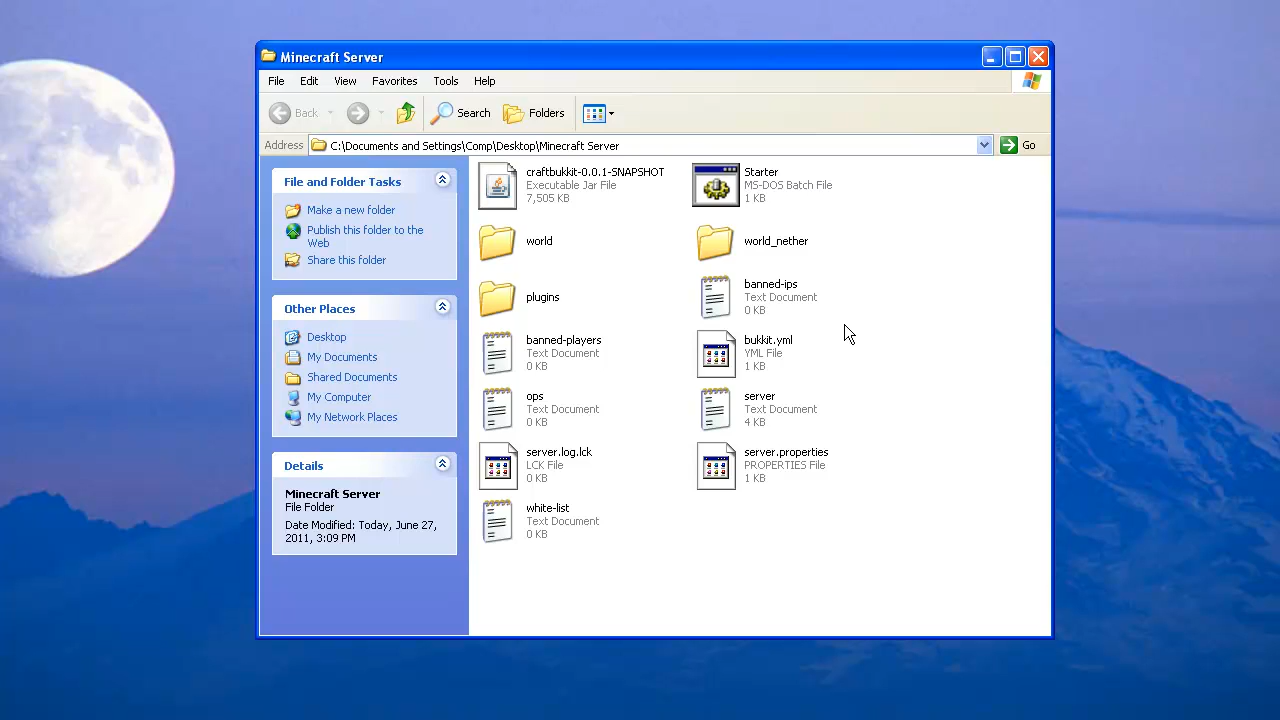 Minecraft Server
File Edit View Favorites Tools Help
Back Search Folders
Address C:\Documents and Settings\Comp\Desktop\Minecraft Server Go
File and Folder Tasks
Make a new folder
Publish this folder to the
Web
Share this folder
Other Places
Desktop
My Documents
Shared Documents
My Computer
My Network Places
Details
Minecraft Server
File Folder
Date Modified: Today, June 27,
2011, 3:09 PM
craftbukkit-0.0.1-SNAPSHOT
Executable Jar File
7,505 KB
Starter
MS-DOS Batch File
1 KB
world
world_nether
plugins
banned-ips
Text Document
0 KB
banned-players
Text Document
0 KB
bukkit.yml
YML File
1 KB
ops
Text Document
0 KB
server
Text Document
4 KB
server.log.lck
LCK File
0 KB
server.properties
PROPERTIES File
1 KB
white-list
Text Document
0 KB